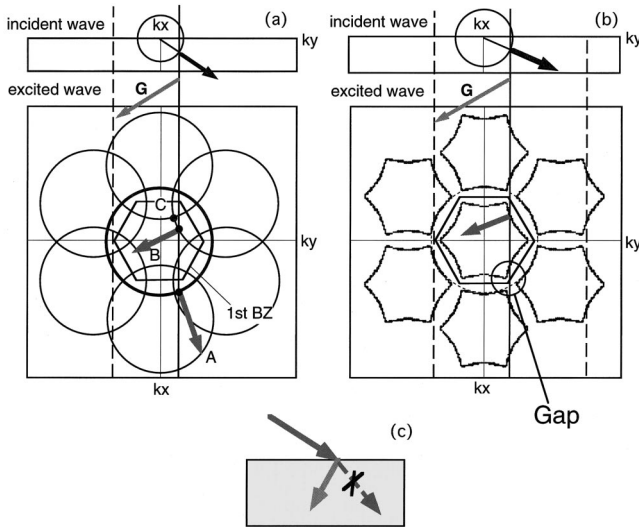 (a)
incident wave
kx
ky
excited wave
G
C
B
ky
1st BZ
A
kx
(b)
incident wave
kx
ky
excited wave
G
ky
kx
Gap
(c)